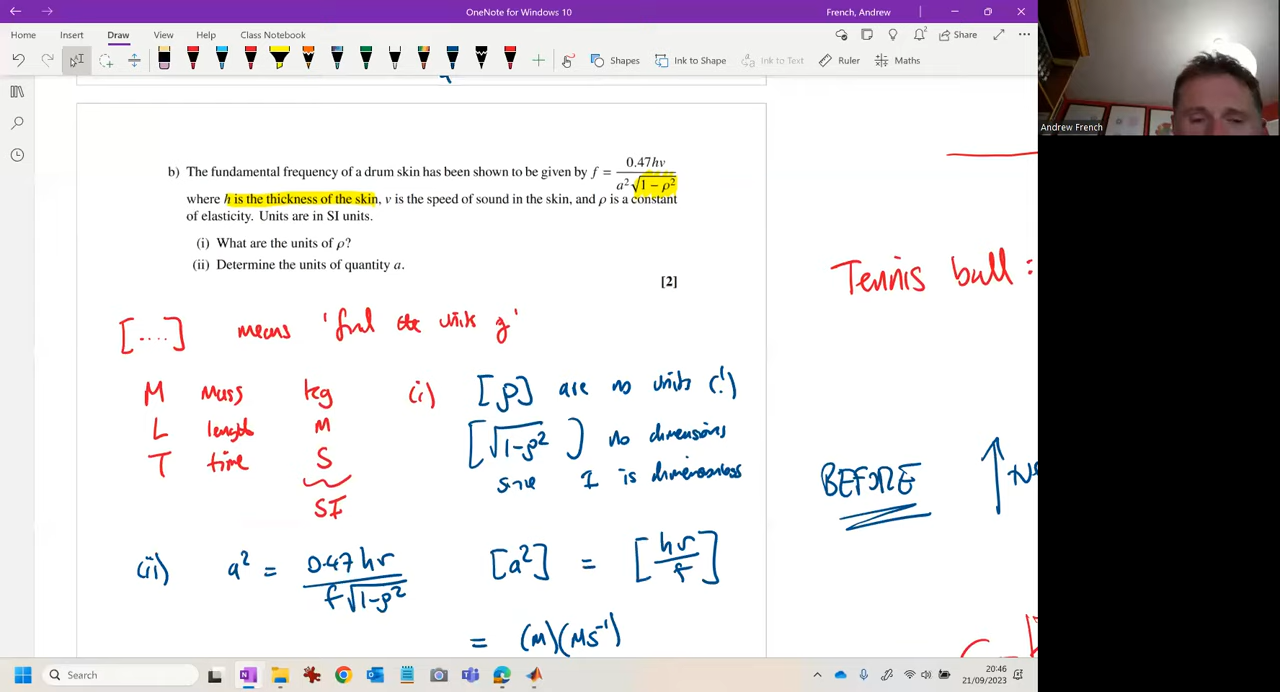 OneNote for Windows 10
French, Andrew
Home Insert Draw View Help Class Notebook
Share
Shapes Ink to Shape Ink to Text Ruler Maths
Andrew French
b) The fundamental frequency of a drum skin has been shown to be given by f = 0.47hv / a²√(1 − ρ²)
where h is the thickness of the skin, v is the speed of sound in the skin, and ρ is a constant
of elasticity. Units are in SI units.
(i) What are the units of ρ?
(ii) Determine the units of quantity a.
[2]
Tennis ball :
[....] means 'find the units of'
M mass kg
L length m
T time s
SI
(i) [ρ] are no units (!)
[√(1-ρ²)] no dimensions
since 1 is dimensionless
BEFORE
(ii) a² = 0.47hv / f√(1-ρ²)
[a²] = [hv/f]
= (m)(ms⁻¹)
Search
20:46
21/09/2023